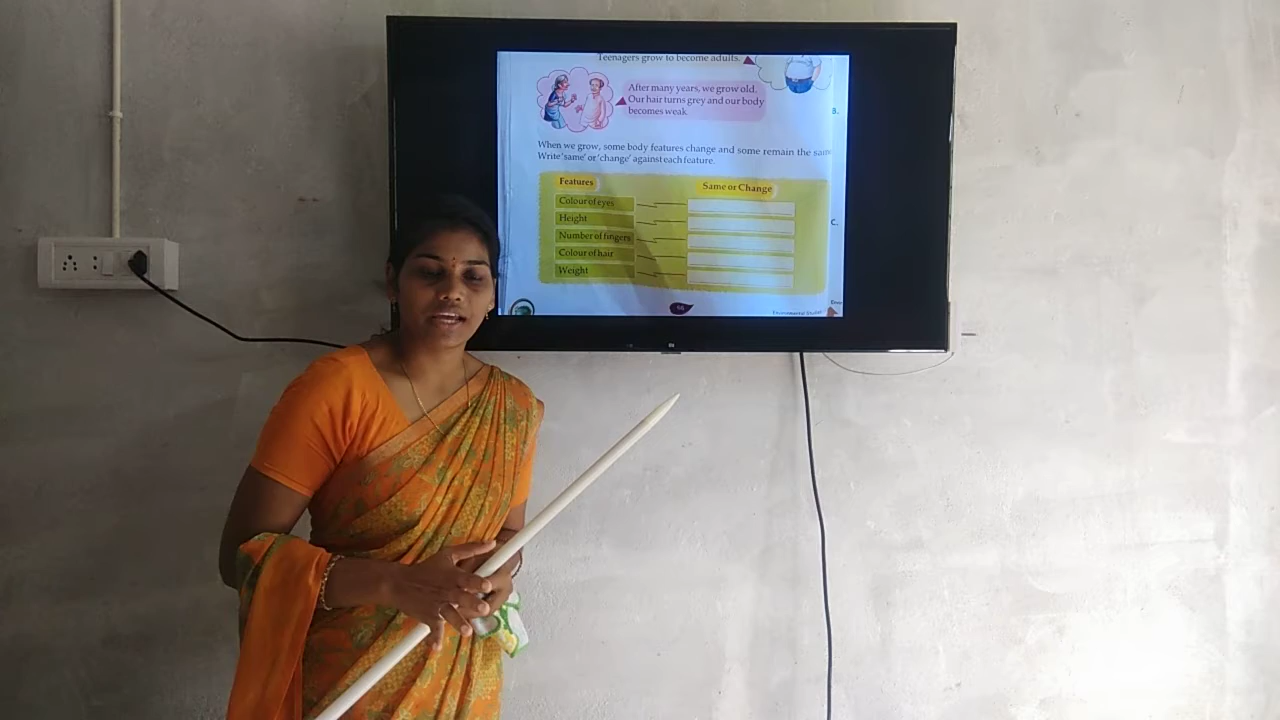 Teenagers grow to become adults.
After many years, we grow old.
Our hair turns grey and our body
becomes weak.
B.
When we grow, some body features change and some remain the
Write 'same' or 'change' against each feature.
Features
Same or Change
Colour of eyes
Height
Number of fingers
Colour of hair
Weight
C.
Environmental